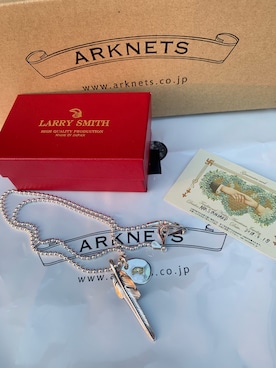 ARKNETS
www.arknets.co.jp
LARRY SMITH
HIGH QUALITY PRODUCTION
MADE IN JAPAN
ARKNETS
www.arknets.co.jp